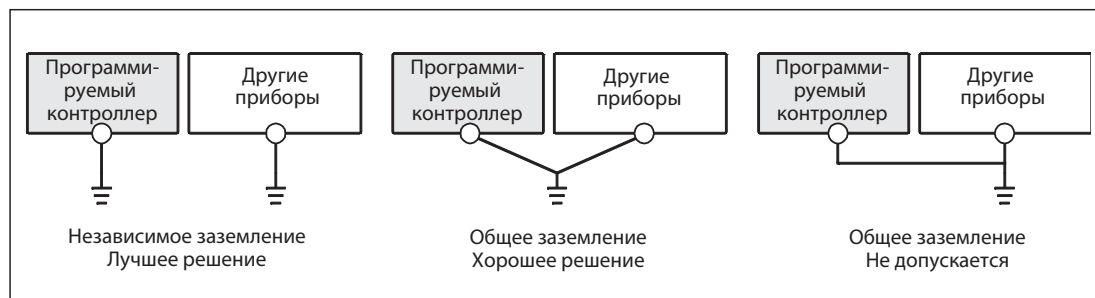 Программи-
руемый
контроллер
Другие
приборы
Программи-
руемый
контроллер
Другие
приборы
Программи-
руемый
контроллер
Другие
приборы
Независимое заземление
Лучшее решение
Общее заземление
Хорошее решение
Общее заземление
Не допускается